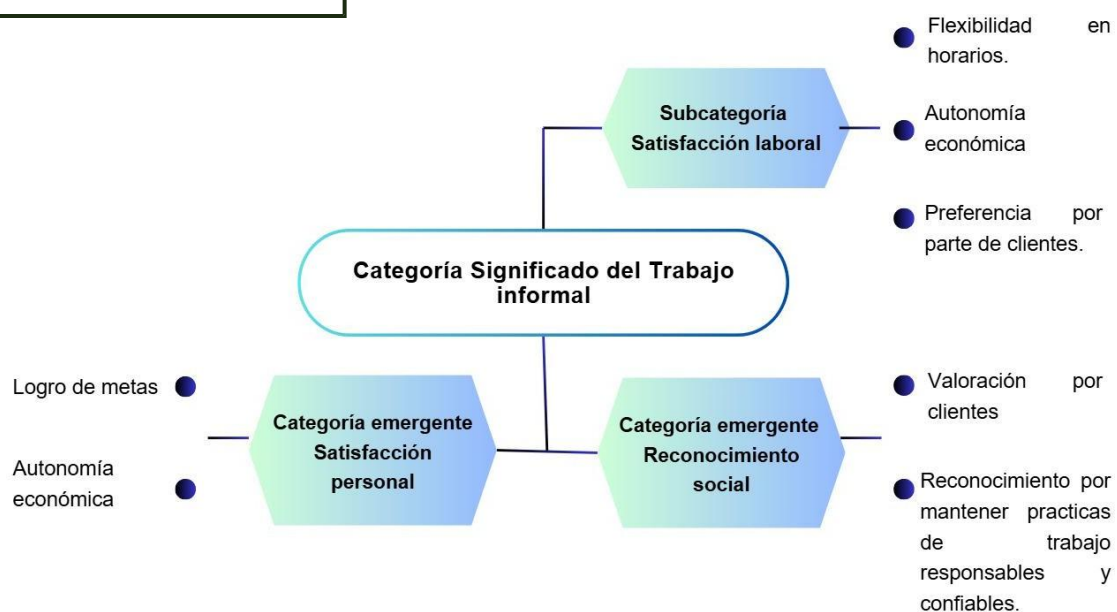 Flexibilidad en
horarios.
Subcategoría
Satisfacción laboral
Autonomía
económica
Preferencia por
parte de clientes.
Categoría Significado del Trabajo
informal
Logro de metas
Autonomía
económica
Categoría emergente
Satisfacción
personal
Categoría emergente
Reconocimiento
social
Valoración por
clientes
Reconocimiento por
mantener practicas
de trabajo
responsables y
confiables.